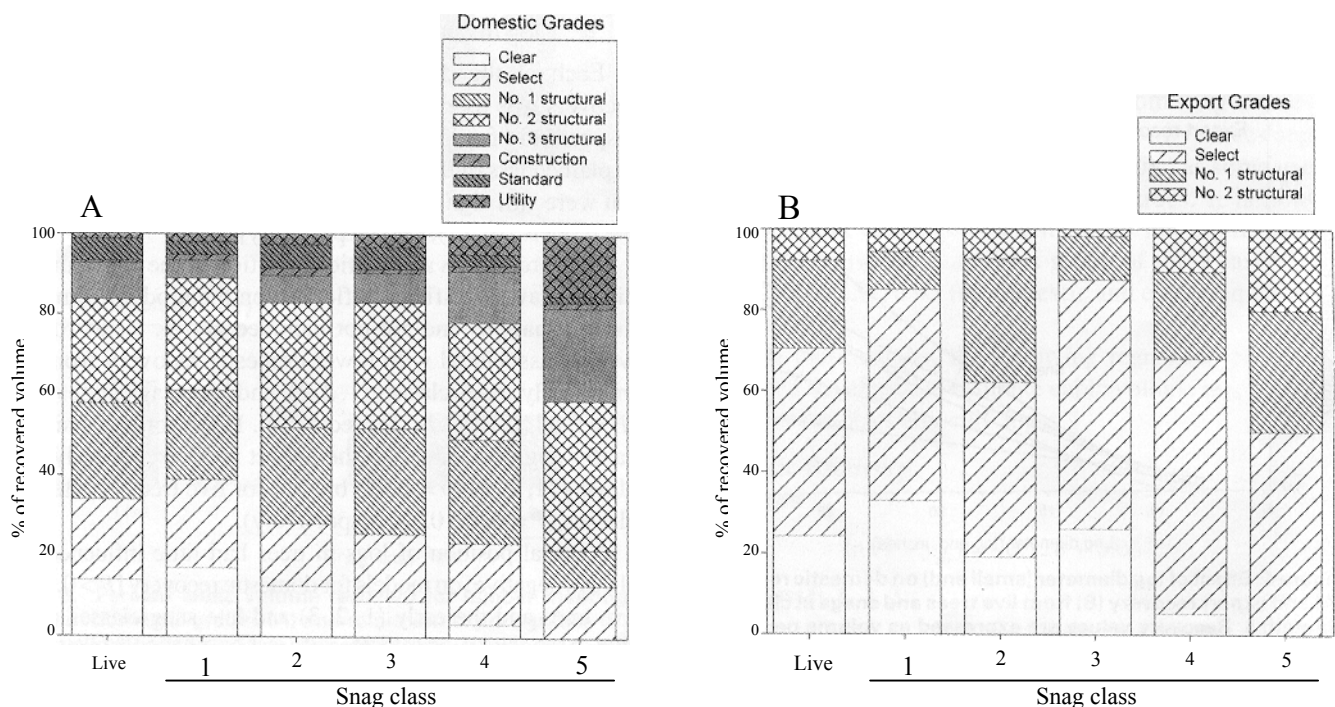 Domestic Grades
Clear
Select
No. 1 structural
No. 2 structural
No. 3 structural
Construction
Standard
Utility
A
% of recovered volume
100
80
60
40
20
0
Live
1
2
3
4
5
Snag class
Export Grades
Clear
Select
No. 1 structural
No. 2 structural
B
% of recovered volume
100
80
60
40
20
0
Live
1
2
3
4
5
Snag class